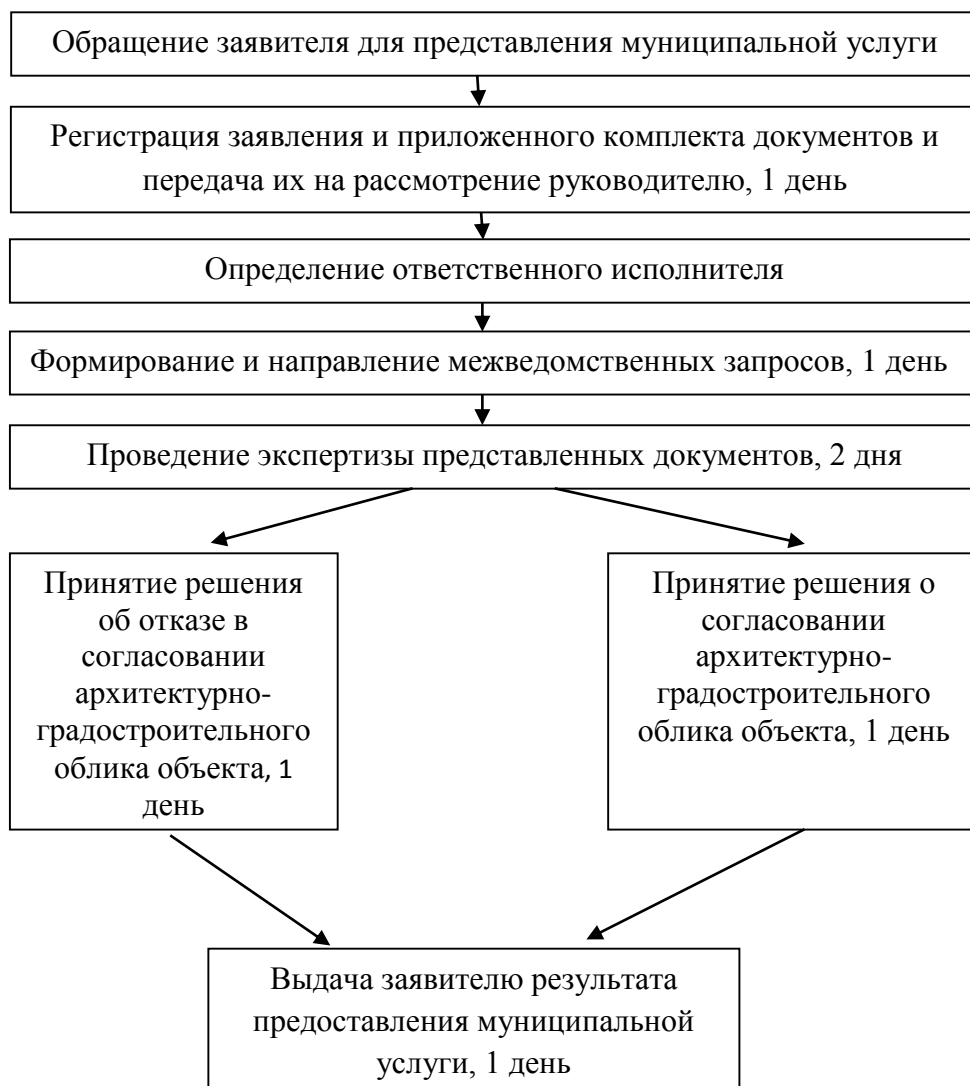 Обращение заявителя для представления муниципальной услуги
Регистрация заявления и приложенного комплекта документов и
передача их на рассмотрение руководителю, 1 день
Определение ответственного исполнителя
Формирование и направление межведомственных запросов, 1 день
Проведение экспертизы представленных документов, 2 дня
Принятие решения
об отказе в
согласовании
архитектурно-
градостроительного
облика объекта, 1
день
Принятие решения о
согласовании
архитектурно-
градостроительного
облика объекта, 1 день
Выдача заявителю результата
предоставления муниципальной
услуги, 1 день